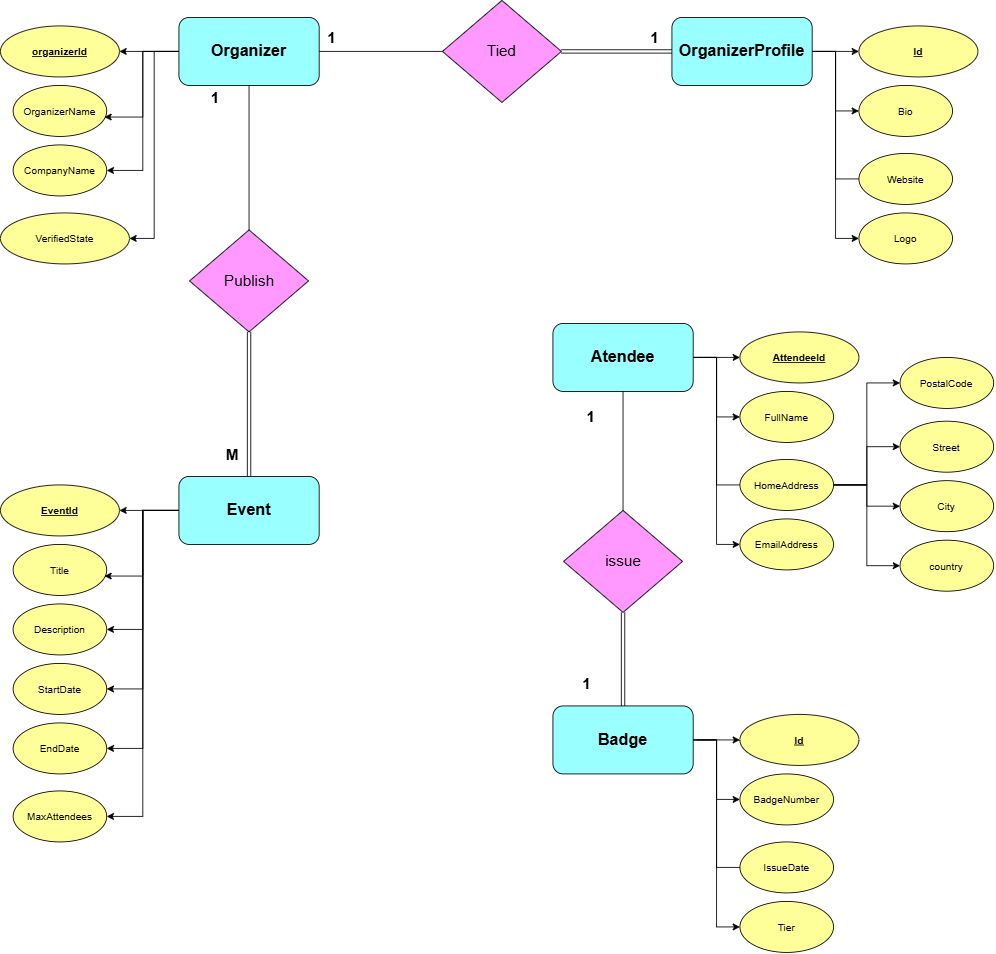 Organizer
1
Tied
1
OrganizerProfile
organizerId
OrganizerName
CompanyName
VerifiedState
Id
Bio
Website
Logo
1
Publish
M
Event
EventId
Title
Description
StartDate
EndDate
MaxAttendees
Atendee
AttendeeId
FullName
HomeAddress
EmailAddress
PostalCode
Street
City
country
1
issue
1
Badge
Id
BadgeNumber
IssueDate
Tier